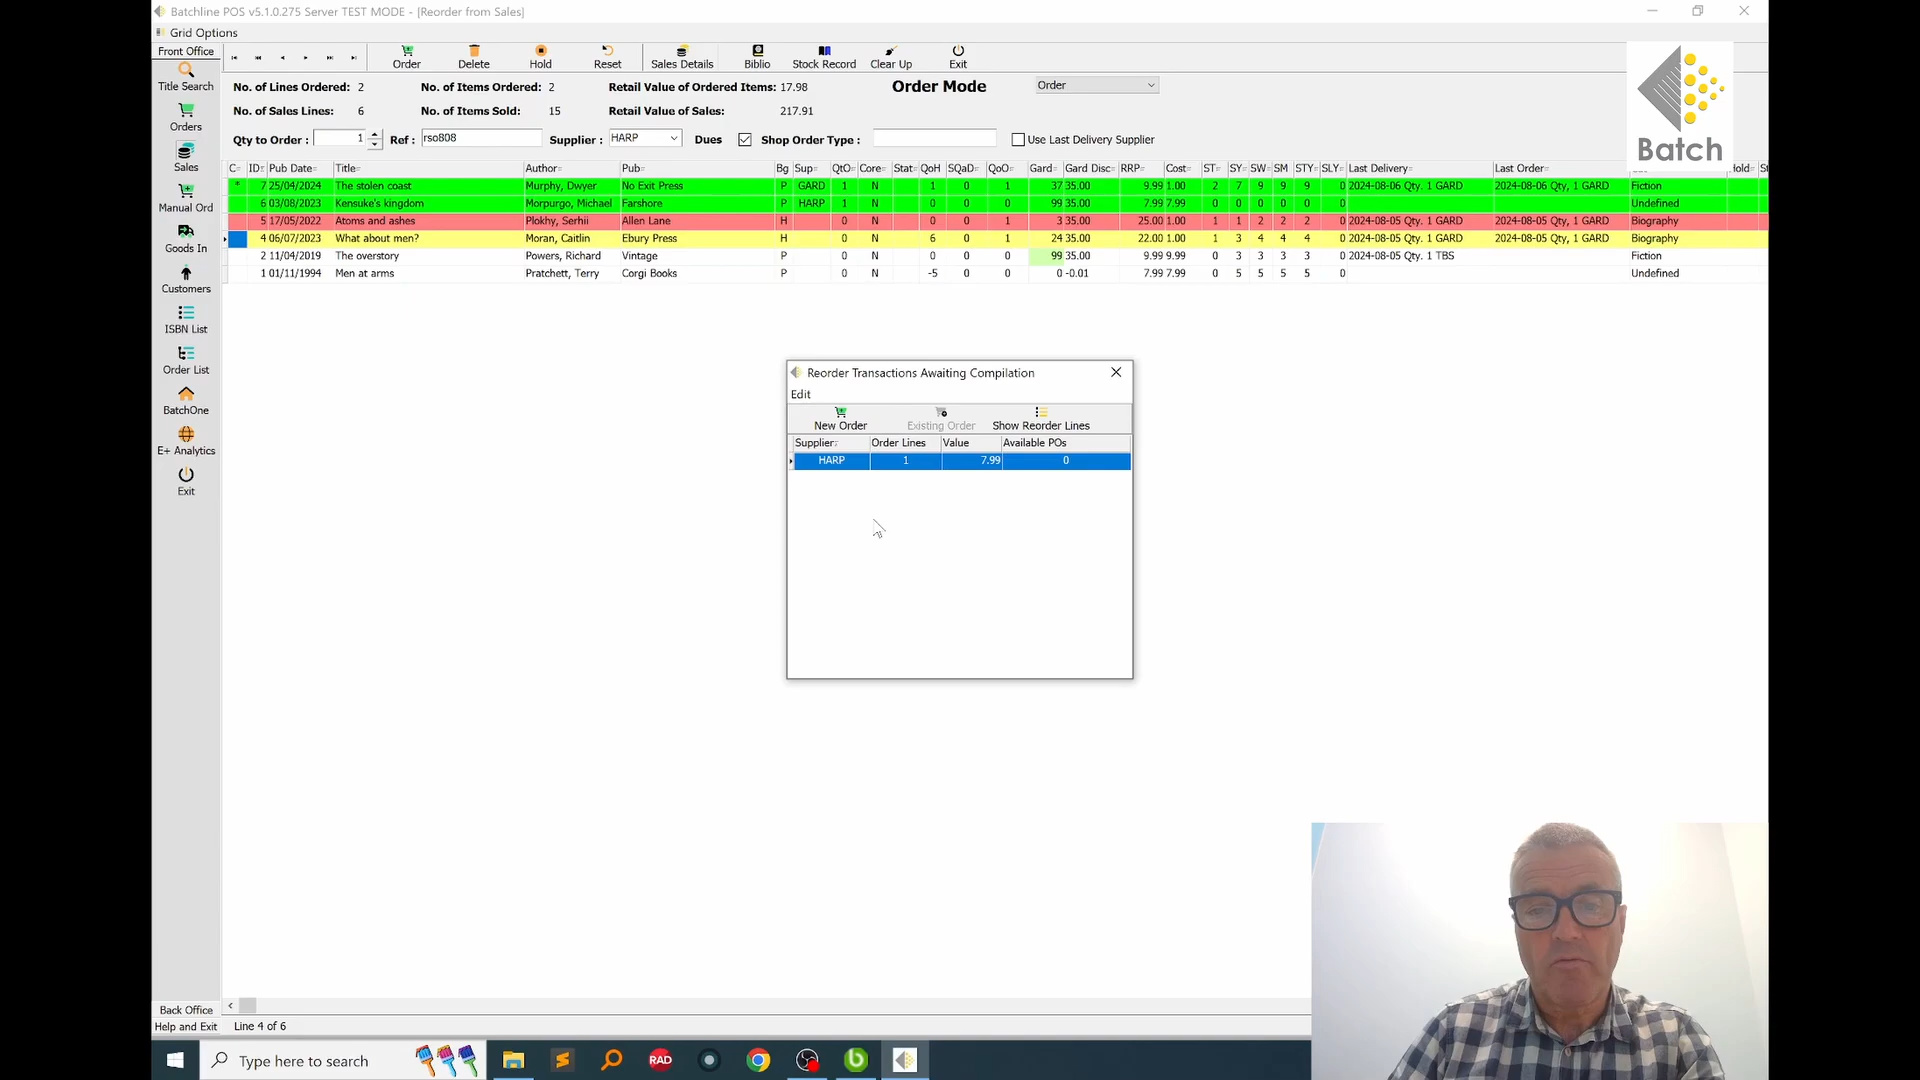 Batchline POS v5.1.0.275 Server TEST MODE - [Reorder from Sales]
Grid Options
Front Office
Order Delete Hold Reset Sales Details Biblio Stock Record Clear Up Exit
No. of Lines Ordered: 2 No. of Items Ordered: 2 Retail Value of Ordered Items: 17.98 Order Mode Order
No. of Sales Lines: 6 No. of Items Sold: 15 Retail Value of Sales: 217.91
Qty to Order : 1 Ref : rso808 Supplier : HARP Dues Shop Order Type : Use Last Delivery Supplier
Batch
C ID Pub Date Title Author Pub Bg Sup QtO Core Stat QoH SQaD QoO Gard Gard Disc RRP Cost ST SY SW SM STY SLY Last Delivery Last Order Hold
* 7 25/04/2024 The stolen coast Murphy, Dwyer No Exit Press P GARD 1 N 1 0 1 37 35.00 9.99 1.00 2 7 9 9 9 0 2024-08-06 Qty. 1 GARD 2024-08-06 Qty, 1 GARD Fiction
6 03/08/2023 Kensuke's kingdom Morpurgo, Michael Farshore P HARP 1 N 0 0 0 99 35.00 7.99 7.99 0 0 0 0 0 0 Undefined
5 17/05/2022 Atoms and ashes Plokhy, Serhii Allen Lane H 0 N 0 0 1 3 35.00 25.00 1.00 1 1 2 2 2 0 2024-08-05 Qty. 1 GARD 2024-08-05 Qty, 1 GARD Biography
4 06/07/2023 What about men? Moran, Caitlin Ebury Press H 0 N 6 0 1 24 35.00 22.00 1.00 1 3 4 4 4 0 2024-08-05 Qty. 1 GARD 2024-08-05 Qty, 1 GARD Biography
2 11/04/2019 The overstory Powers, Richard Vintage P 0 N 0 0 0 99 35.00 9.99 9.99 0 3 3 3 3 0 2024-08-05 Qty. 1 TBS Fiction
1 01/11/1994 Men at arms Pratchett, Terry Corgi Books P 0 N -5 0 0 0 -0.01 7.99 7.99 0 5 5 5 5 0 Undefined
Title Search
Orders
Sales
Manual Ord
Goods In
Customers
ISBN List
Order List
BatchOne
E+ Analytics
Exit
Reorder Transactions Awaiting Compilation
Edit
New Order Existing Order Show Reorder Lines
Supplier Order Lines Value Available POs
HARP 1 7.99 0
Back Office
Help and Exit Line 4 of 6
Type here to search
RAD